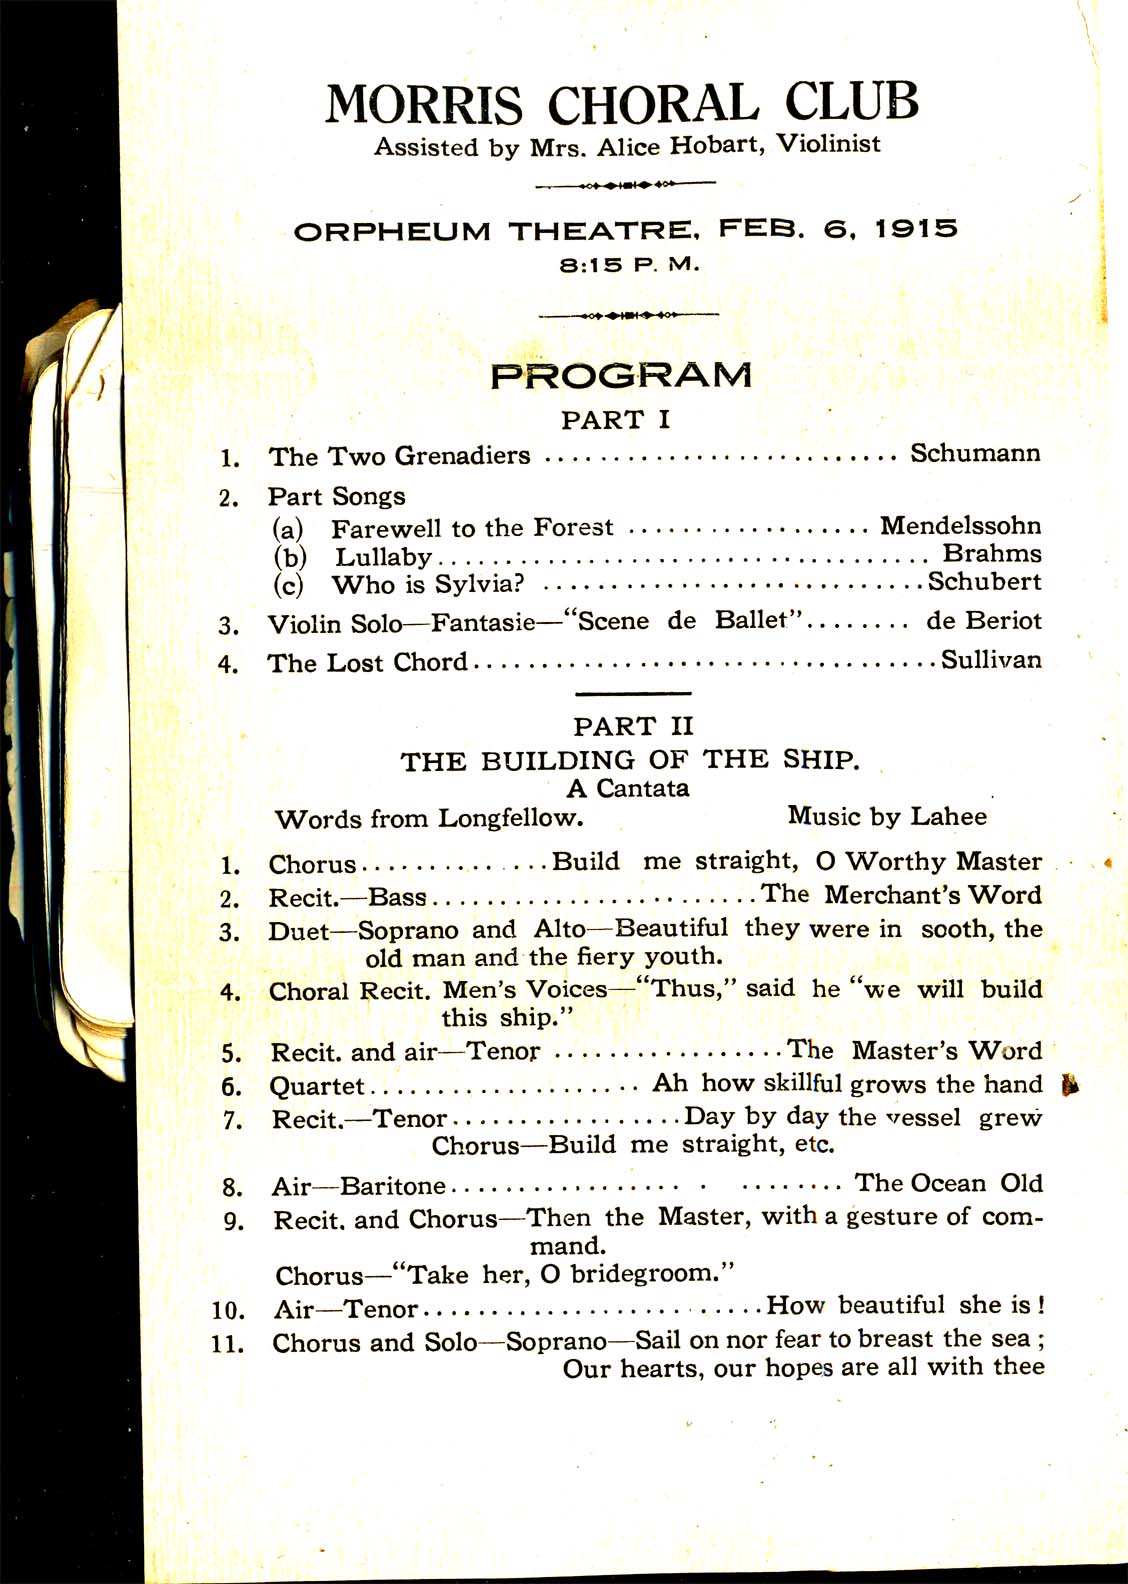 MORRIS CHORAL CLUB
Assisted by Mrs. Alice Hobart, Violinist
ORPHEUM THEATRE, FEB. 6, 1915
8:15 P. M.
PROGRAM
PART I
1. The Two Grenadiers .......................... Schumann
2. Part Songs
(a) Farewell to the Forest .................. Mendelssohn
(b) Lullaby..................................... Brahms
(c) Who is Sylvia? ............................Schubert
3. Violin Solo—Fantasie—“Scene de Ballet”........ de Beriot
4. The Lost Chord...................................Sullivan
PART II
THE BUILDING OF THE SHIP.
A Cantata
Words from Longfellow. Music by Lahee
1. Chorus..............Build me straight, O Worthy Master
2. Recit.—Bass........................The Merchant's Word
3. Duet—Soprano and Alto—Beautiful they were in sooth, the
old man and the fiery youth.
4. Choral Recit. Men's Voices—“Thus,” said he “we will build
this ship.”
5. Recit. and air—Tenor .................The Master's Word
6. Quartet.................... Ah how skillful grows the hand
7. Recit.—Tenor.................Day by day the vessel grew
Chorus—Build me straight, etc.
8. Air—Baritone................. . ........ The Ocean Old
9. Recit. and Chorus—Then the Master, with a gesture of com-
mand.
Chorus—“Take her, O bridegroom.”
10. Air—Tenor.........................How beautiful she is !
11. Chorus and Solo—Soprano—Sail on nor fear to breast the sea ;
Our hearts, our hopes are all with thee